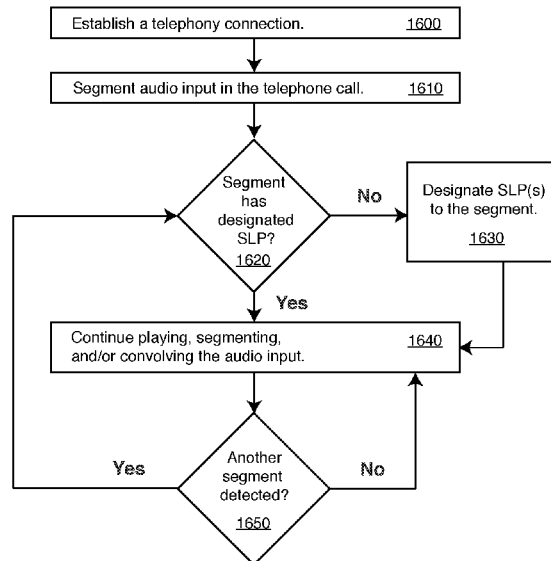 Establish a telephony connection. 1600
Segment audio input in the telephone call. 1610
Segment
has
designated
SLP?
1620
No
Designate SLP(s)
to the segment.
1630
Yes
Continue playing, segmenting,
and/or convolving the audio input.
1640
Another
segment
detected?
1650
Yes
No